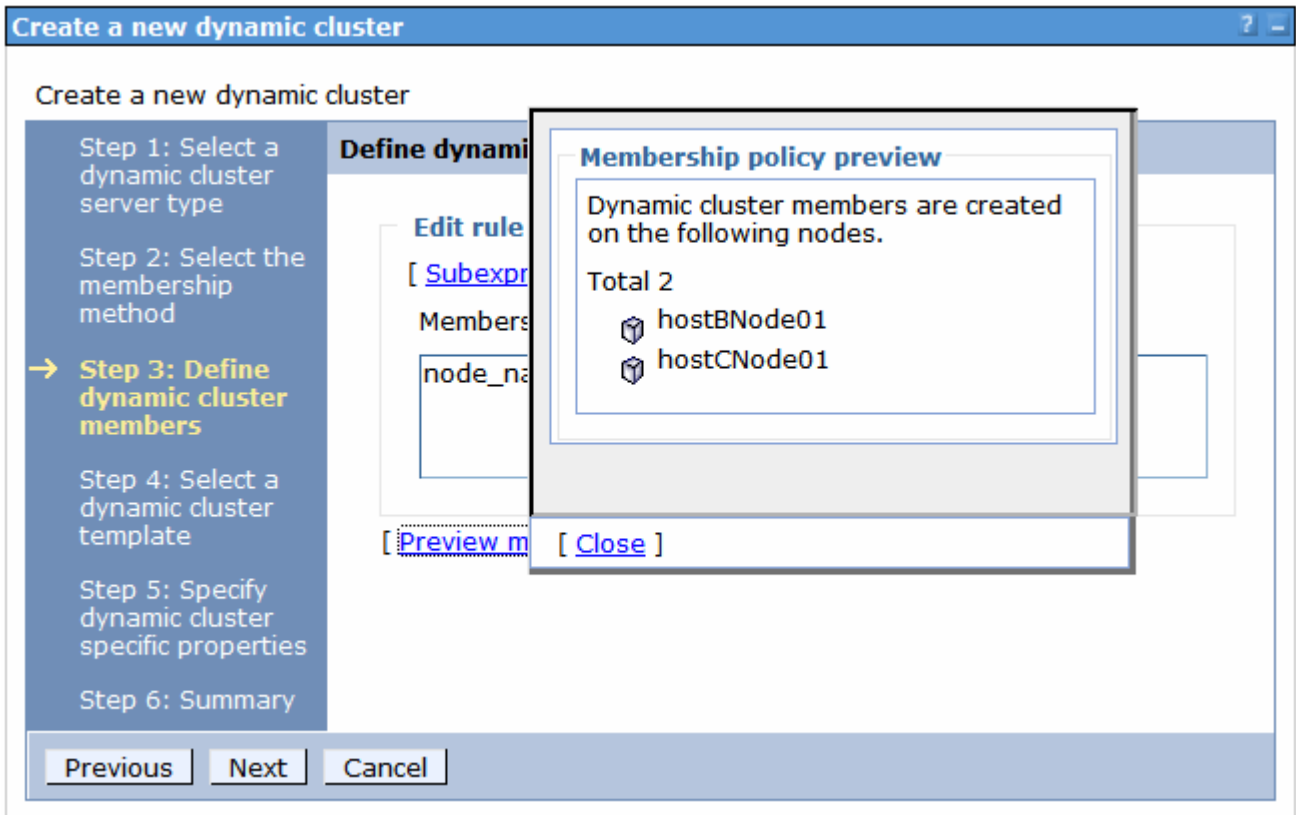 Create a new dynamic cluster
? –
Create a new dynamic cluster
Step 1: Select a
dynamic cluster
server type
Step 2: Select the
membership
method
→ Step 3: Define
dynamic cluster
members
Step 4: Select a
dynamic cluster
template
Step 5: Specify
dynamic cluster
specific properties
Step 6: Summary
Define dynami
Edit rule
[ Subexpr
Members
node_na
[ Preview m
Membership policy preview
Dynamic cluster members are created
on the following nodes.
Total 2
hostBNode01
hostCNode01
[ Close ]
Previous Next Cancel